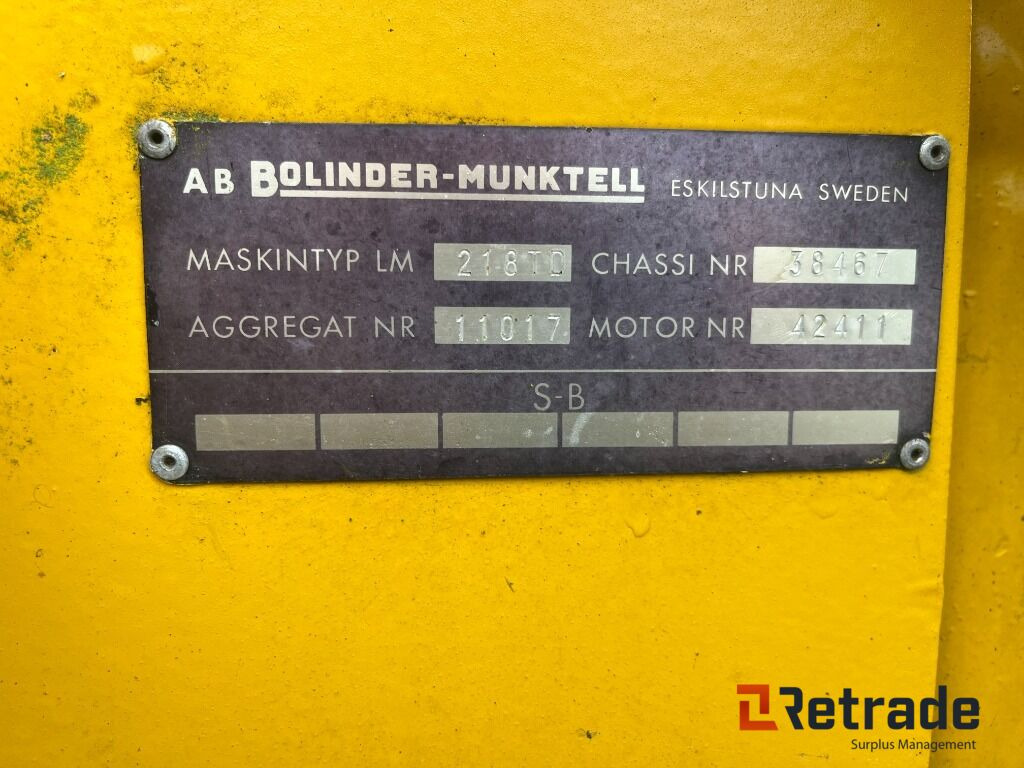 AB BOLINDER-MUNKTELL ESKILSTUNA SWEDEN
MASKINTYP LM 218TD CHASSI NR 38467
AGGREGAT NR 11017 MOTOR NR 42411
S-B
Retrade
Surplus Management